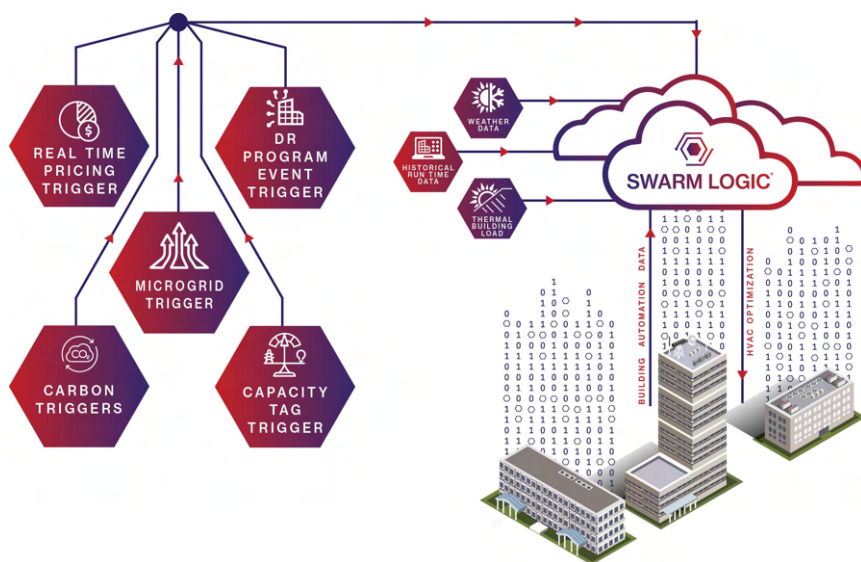 REAL TIME
PRICING
TRIGGER
DR
PROGRAM
EVENT
TRIGGER
MICROGRID
TRIGGER
CO₂
CARBON
TRIGGERS
CAPACITY
TAG
TRIGGER
WEATHER
DATA
HISTORICAL
RUN TIME
DATA
THERMAL
BUILDING
LOAD
SWARM LOGIC®
BUILDING AUTOMATION DATA
HVAC OPTIMIZATION